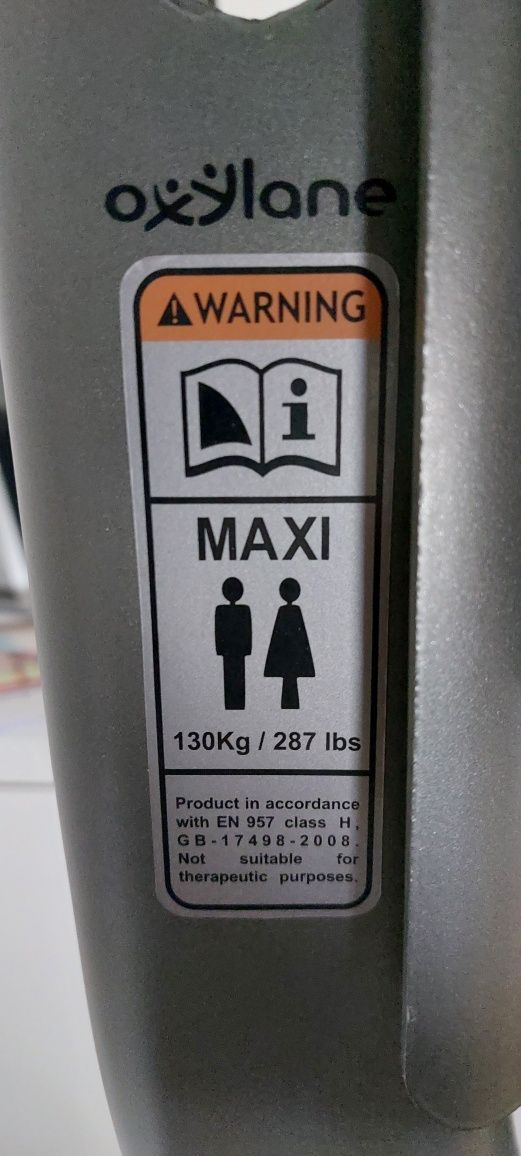 oxylane
WARNING
i
MAXI
130Kg / 287 lbs
Product in accordance
with EN 957 class H,
GB-17498-2008.
Not suitable for
therapeutic purposes.